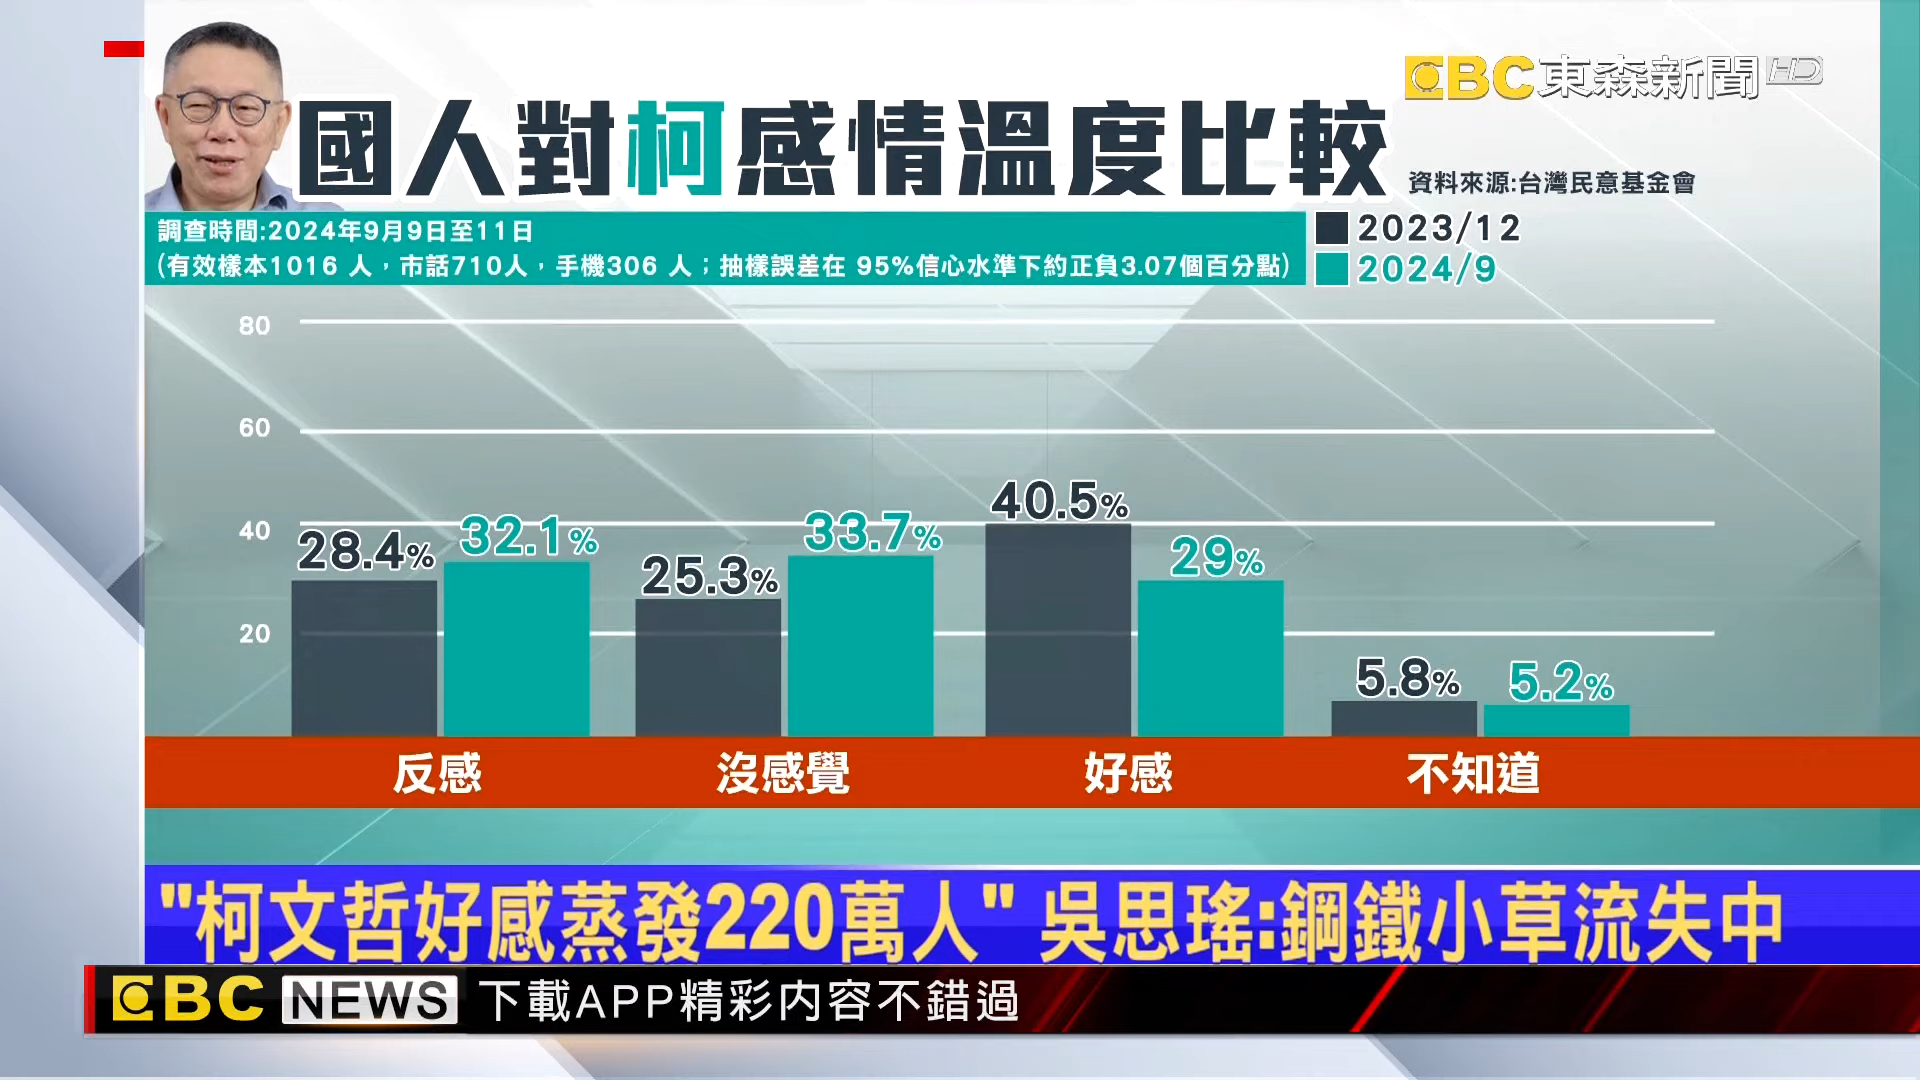 EBC東森新聞HD
國人對柯感情溫度比較
資料來源:台灣民意基金會
調查時間:2024年9月9日至11日
(有效樣本1016 人，市話710人，手機306 人；抽樣誤差在 95%信心水準下約正負3.07個百分點)
2023/12
2024/9
80
60
40
20
28.4%
32.1%
25.3%
33.7%
40.5%
29%
5.8%
5.2%
反感
沒感覺
好感
不知道
"柯文哲好感蒸發220萬人" 吳思瑤:鋼鐵小草流失中
EBC NEWS 下載APP精彩內容不錯過